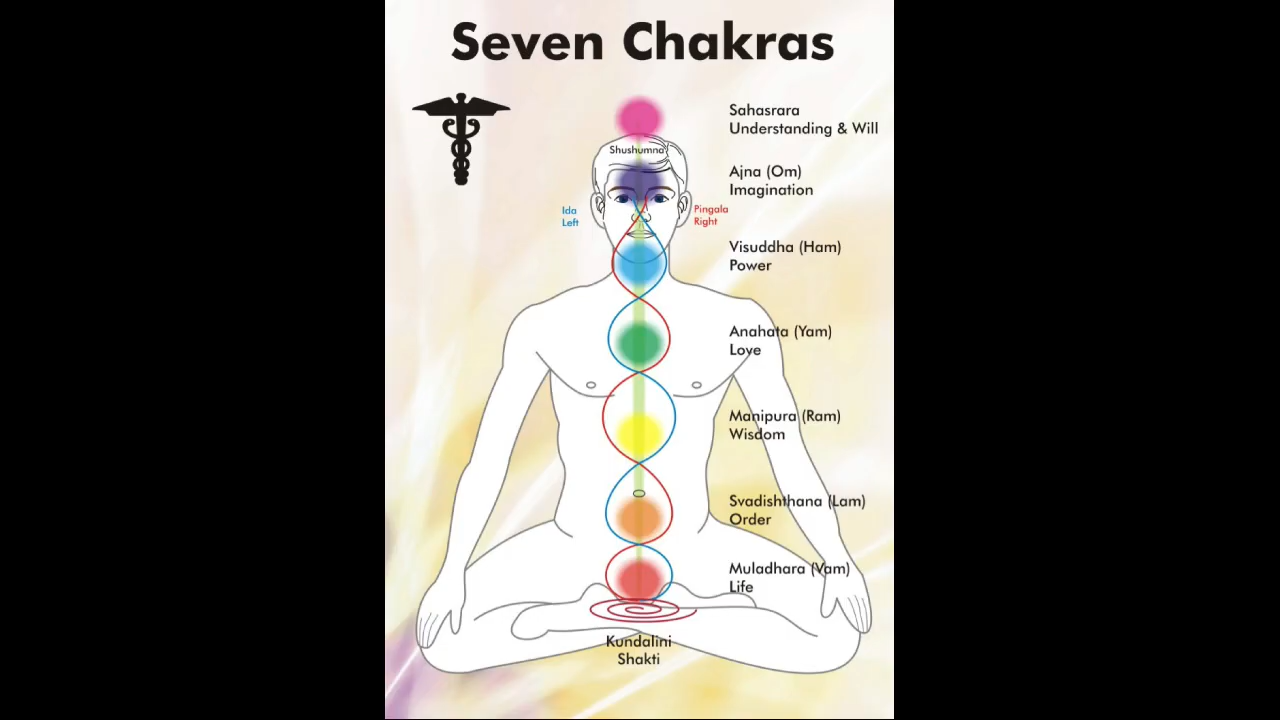 Seven Chakras
Sahasrara
Understanding & Will
Shushumna
Ajna (Om)
Imagination
Ida
Left
Pingala
Right
Visuddha (Ham)
Power
Anahata (Yam)
Love
Manipura (Ram)
Wisdom
Svadishthana (Lam)
Order
Muladhara (Vam)
Life
Kundalini
Shakti